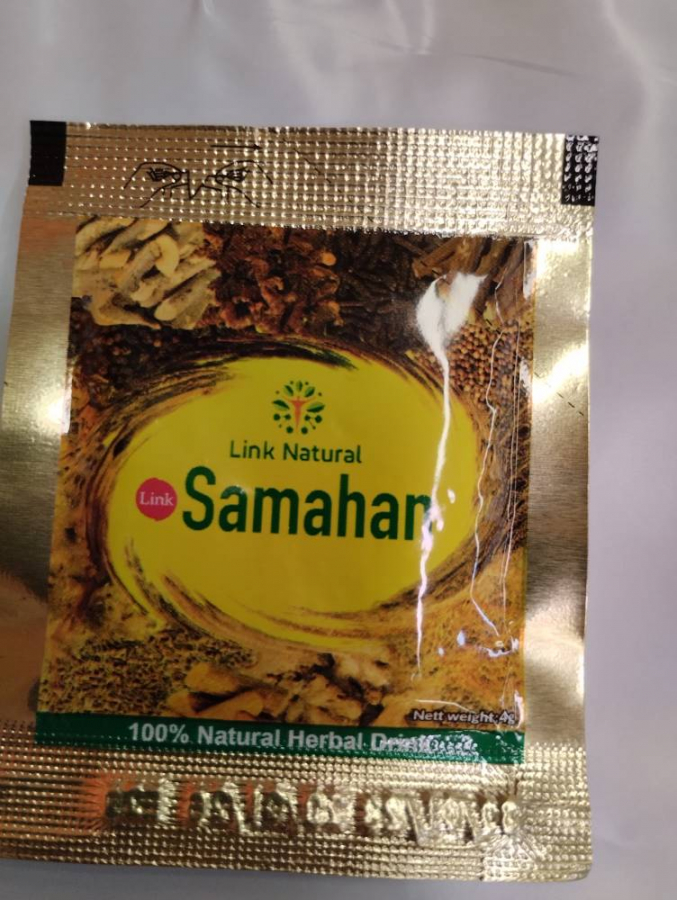 Link Natural
Link
Samahan
Nett weight;4g
100% Natural Herbal Drink